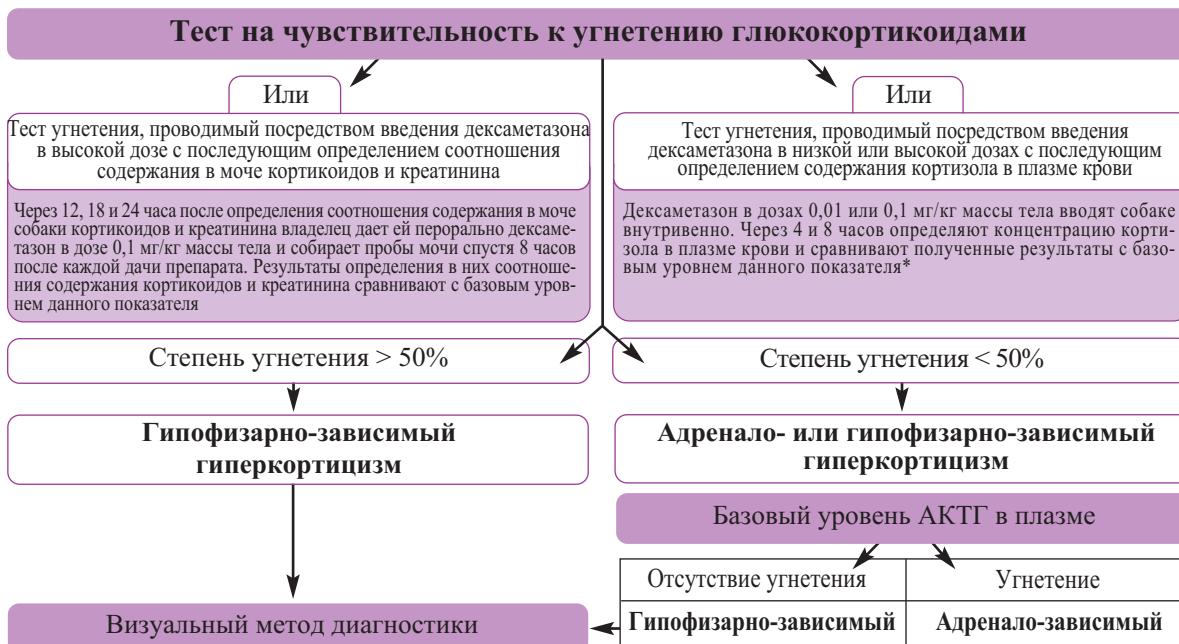 Тест на чувствительность к угнетению глюкокортикоидами
Или
Тест угнетения, проводимый посредством введения дексаметазона
в высокой дозе с последующим определением соотношения
содержания в моче кортикоидов и креатинина
Через 12, 18 и 24 часа после определения соотношения содержания в моче
собаки кортикоидов и креатинина владелец дает ей перорально дексаме-
тазон в дозе 0,1 мг/кг массы тела и собирает пробы мочи спустя 8 часов
после каждой дачи препарата. Результаты определения в них соотноше-
ния содержания кортикоидов и креатинина сравнивают с базовым уров-
нем данного показателя
Или
Тест угнетения, проводимый посредством введения
дексаметазона в низкой или высокой дозах с последующим
определением содержания кортизола в плазме крови
Дексаметазон в дозах 0,01 или 0,1 мг/кг массы тела вводят собаке
внутривенно. Через 4 и 8 часов определяют концентрацию корти-
зола в плазме крови и сравнивают полученные результаты с базо-
вым уровнем данного показателя*
Степень угнетения > 50%
Степень угнетения < 50%
Гипофизарно-зависимый
гиперкортицизм
Адренало- или гипофизарно-зависимый
гиперкортицизм
Базовый уровень АКТГ в плазме
Отсутствие угнетения
Угнетение
Гипофизарно-зависимый
Адренало-зависимый
Визуальный метод диагностики